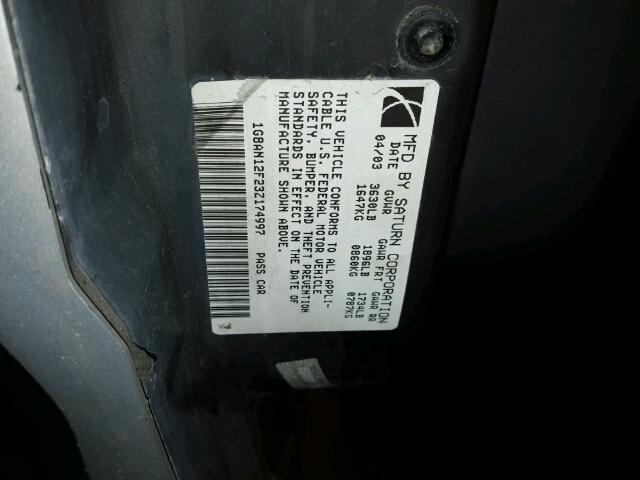 MFD BY SATURN CORPORATION
DATE GVWR GAWR FRT GAWR RR
04/03 3630LB 1896LB 1734LB
1647KG 0860KG 0787KG
THIS VEHICLE CONFORMS TO ALL APPLI-
CABLE U.S. FEDERAL MOTOR VEHICLE
SAFETY, BUMPER, AND THEFT PREVENTION
STANDARDS IN EFFECT ON THE DATE OF
MANUFACTURE SHOWN ABOVE.
1G8AN12F23Z174997 PASS CAR